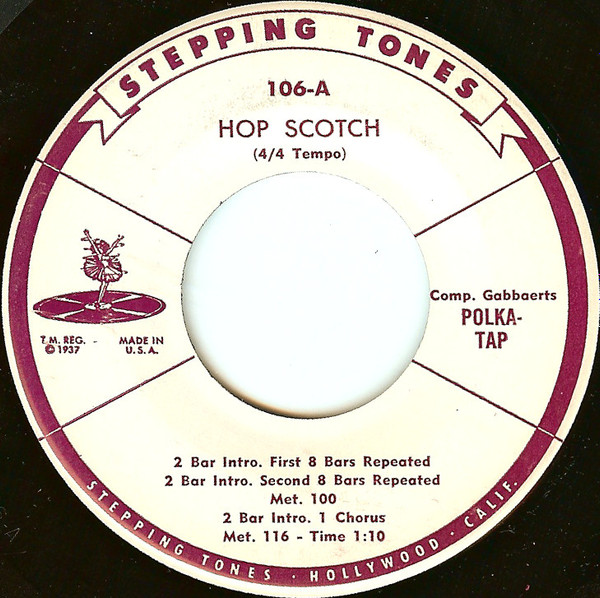 STEPPING TONES
106-A
HOP SCOTCH
(4/4 Tempo)
Comp. Gabbaerts
POLKA-
TAP
T.M. REG. - MADE IN
© 1937 U.S.A.
2 Bar Intro. First 8 Bars Repeated
2 Bar Intro. Second 8 Bars Repeated
Met. 100
2 Bar Intro. 1 Chorus
Met. 116 - Time 1:10
STEPPING TONES · HOLLYWOOD · CALIF.